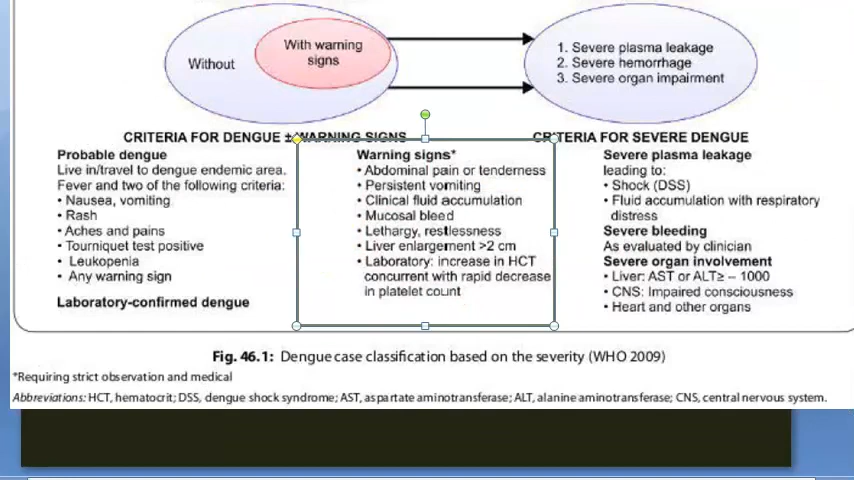 Without
With warning
signs
1. Severe plasma leakage
2. Severe hemorrhage
3. Severe organ impairment
CRITERIA FOR DENGUE ± WARNING SIGNS
CRITERIA FOR SEVERE DENGUE
Probable dengue
Live in/travel to dengue endemic area.
Fever and two of the following criteria:
• Nausea, vomiting
• Rash
• Aches and pains
• Tourniquet test positive
• Leukopenia
• Any warning sign
Laboratory-confirmed dengue
Warning signs*
• Abdominal pain or tenderness
• Persistent vomiting
• Clinical fluid accumulation
• Mucosal bleed
• Lethargy, restlessness
• Liver enlargement >2 cm
• Laboratory: increase in HCT
concurrent with rapid decrease
in platelet count
Severe plasma leakage
leading to:
• Shock (DSS)
• Fluid accumulation with respiratory
distress
Severe bleeding
As evaluated by clinician
Severe organ involvement
• Liver: AST or ALT≥ – 1000
• CNS: Impaired consciousness
• Heart and other organs
Fig. 46.1: Dengue case classification based on the severity (WHO 2009)
*Requiring strict observation and medical
Abbreviations: HCT, hematocrit; DSS, dengue shock syndrome; AST, aspartate aminotransferase; ALT, alanine aminotransferase; CNS, central nervous system.